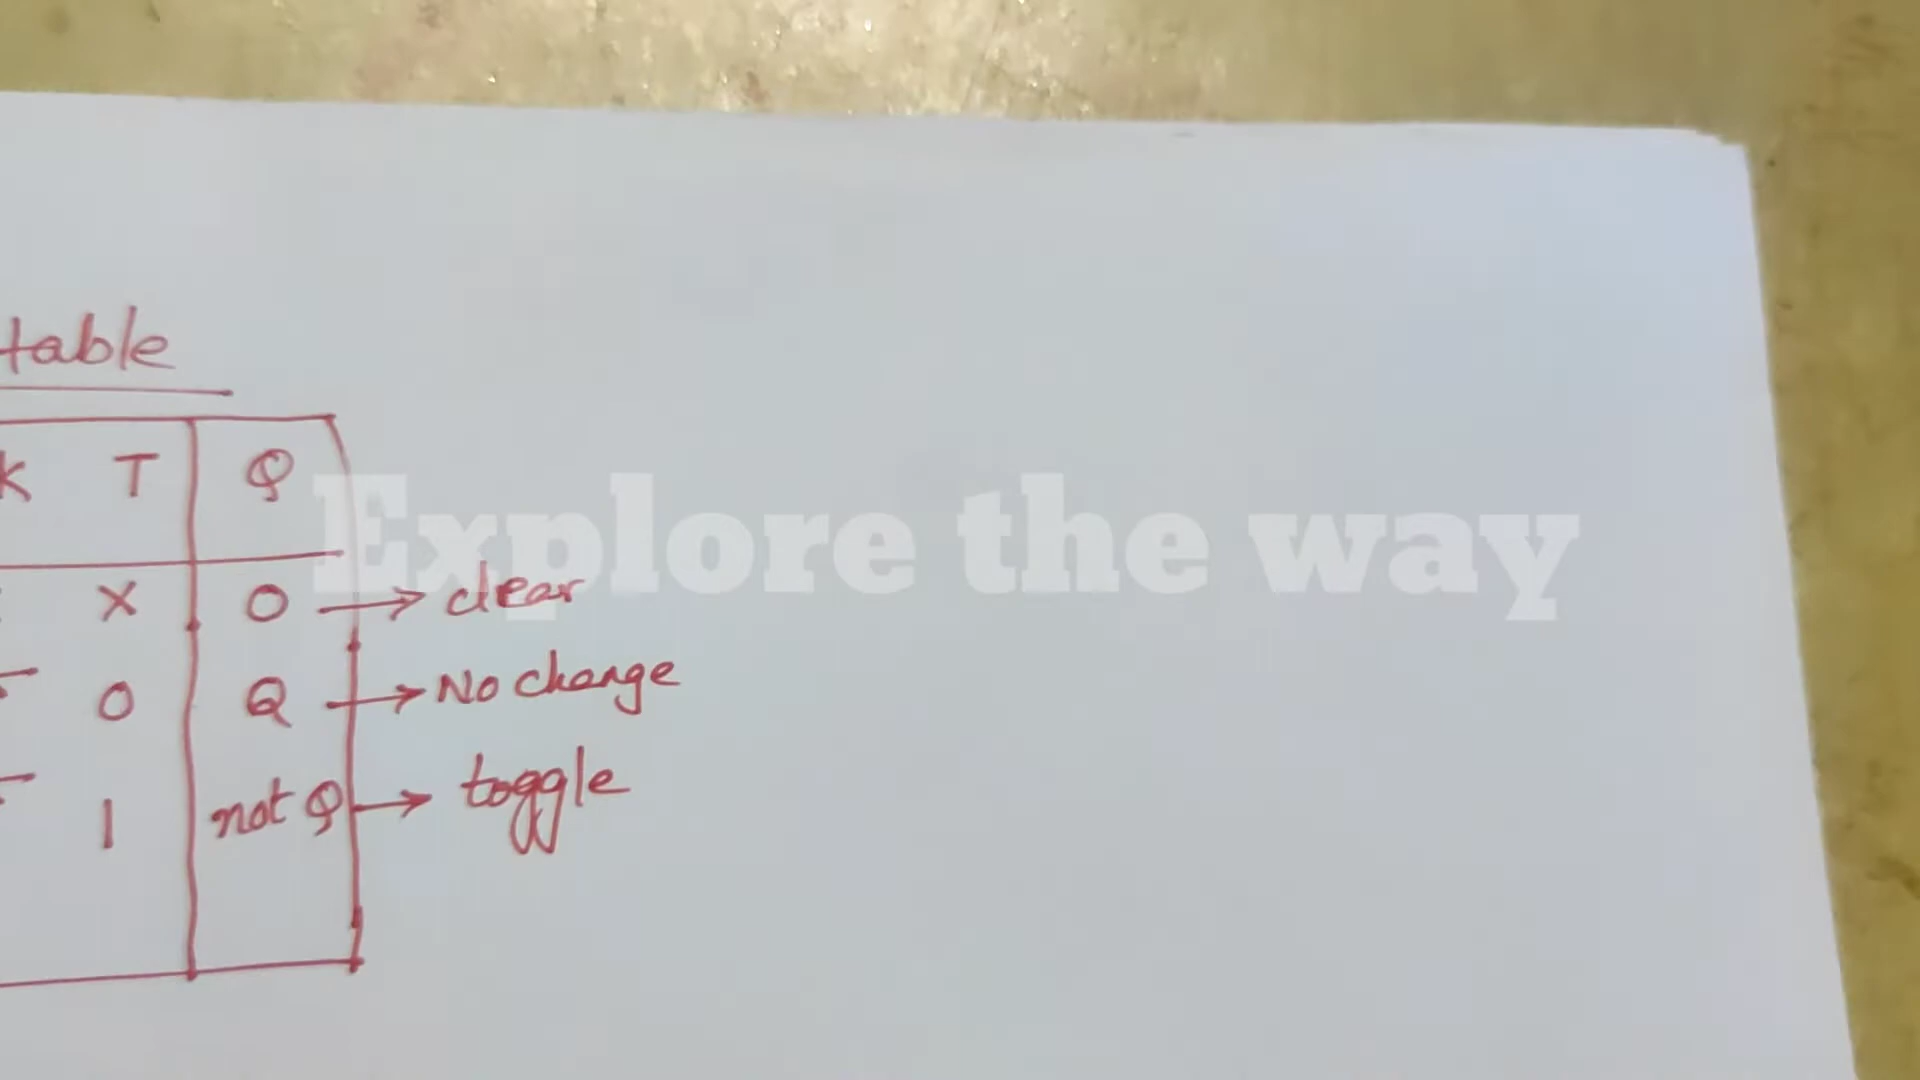 table
K T Q
X 0 → clear
0 Q → No change
1 not Q → toggle
Explore the way